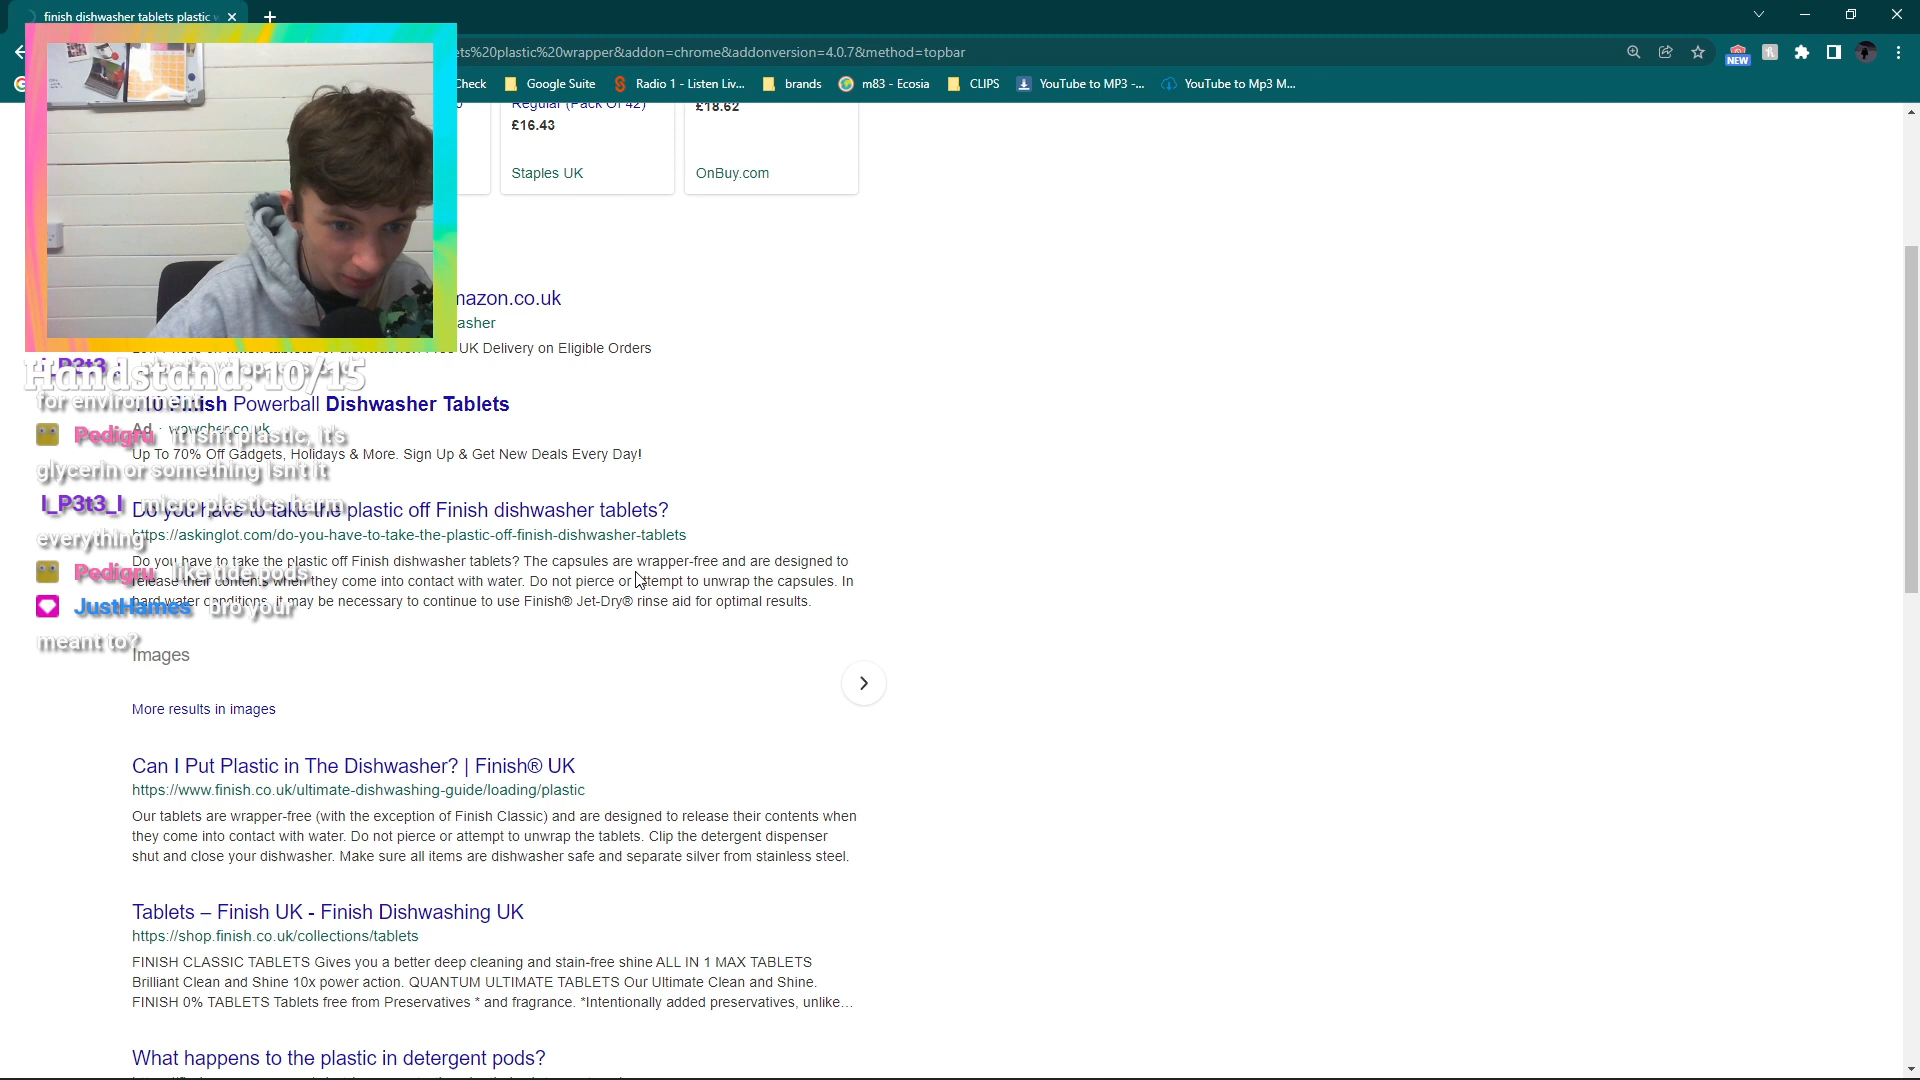 finish dishwasher tablets plastic w
ets%20plastic%20wrapper&addon=chrome&addonversion=4.0.7&method=topbar
NEW
Check
Google Suite
Radio 1 - Listen Liv...
brands
m83 - Ecosia
CLIPS
YouTube to MP3 -...
YouTube to Mp3 M...
Regular (Pack Of 42)
£16.43
Staples UK
£18.62
OnBuy.com
mazon.co.uk
asher
UK Delivery on Eligible Orders
Handstand: 10/15
Finish Powerball Dishwasher Tablets
for environment
Ad · wowcher.co.uk
Up To 70% Off Gadgets, Holidays & More. Sign Up & Get New Deals Every Day!
Pedigru it isn't plastic, it's
glycerin or something isn't it
I_P3t3_I micro plastics harm
everything
Do you have to take the plastic off Finish dishwasher tablets?
https://askinglot.com/do-you-have-to-take-the-plastic-off-finish-dishwasher-tablets
Do you have to take the plastic off Finish dishwasher tablets? The capsules are wrapper-free and are designed to
release their contents when they come into contact with water. Do not pierce or attempt to unwrap the capsules. In
hard water conditions, it may be necessary to continue to use Finish® Jet-Dry® rinse aid for optimal results.
Pedigru like tide pods
JustHames bro your
meant to?
Images
More results in images
Can I Put Plastic in The Dishwasher? | Finish® UK
https://www.finish.co.uk/ultimate-dishwashing-guide/loading/plastic
Our tablets are wrapper-free (with the exception of Finish Classic) and are designed to release their contents when
they come into contact with water. Do not pierce or attempt to unwrap the tablets. Clip the detergent dispenser
shut and close your dishwasher. Make sure all items are dishwasher safe and separate silver from stainless steel.
Tablets – Finish UK - Finish Dishwashing UK
https://shop.finish.co.uk/collections/tablets
FINISH CLASSIC TABLETS Gives you a better deep cleaning and stain-free shine ALL IN 1 MAX TABLETS
Brilliant Clean and Shine 10x power action. QUANTUM ULTIMATE TABLETS Our Ultimate Clean and Shine.
FINISH 0% TABLETS Tablets free from Preservatives * and fragrance. *Intentionally added preservatives, unlike...
What happens to the plastic in detergent pods?